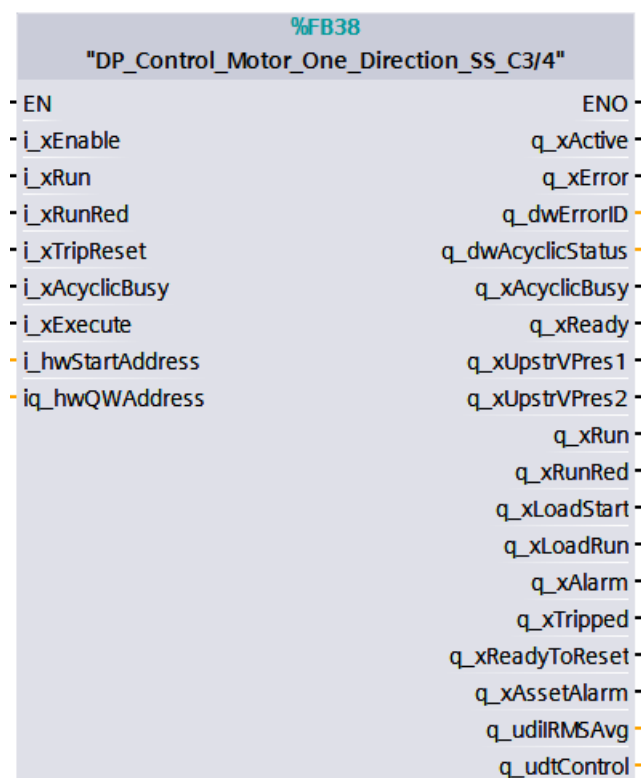 %FB38
"DP_Control_Motor_One_Direction_SS_C3/4"
EN ENO
i_xEnable q_xActive
i_xRun q_xError
i_xRunRed q_dwErrorID
i_xTripReset q_dwAcyclicStatus
i_xAcyclicBusy q_xAcyclicBusy
i_xExecute q_xReady
i_hwStartAddress q_xUpstrVPres1
iq_hwQWAddress q_xUpstrVPres2
q_xRun
q_xRunRed
q_xLoadStart
q_xLoadRun
q_xAlarm
q_xTripped
q_xReadyToReset
q_xAssetAlarm
q_udiIRMSAvg
q_udtControl